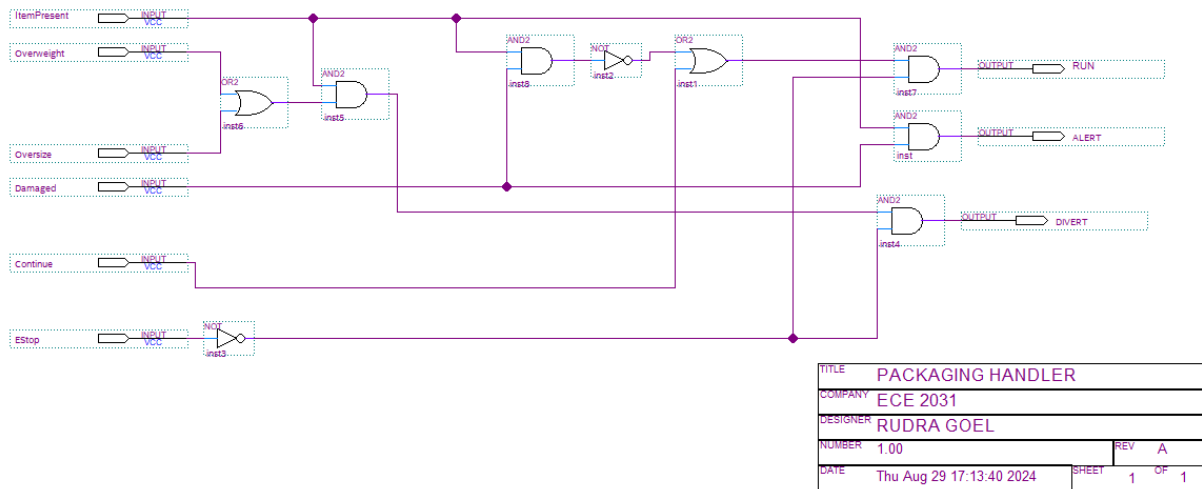 ItemPresent INPUT
VCC
Overweight INPUT
VCC
OR2
inst6
AND2
inst5
AND2
inst8
NOT
inst2
OR2
inst1
AND2
inst7
OUTPUT RUN
AND2
inst
OUTPUT ALERT
Oversize INPUT
VCC
Damaged INPUT
VCC
AND2
inst4
OUTPUT DIVERT
Continue INPUT
VCC
EStop INPUT
VCC
NOT
inst3
TITLE PACKAGING HANDLER
COMPANY ECE 2031
DESIGNER RUDRA GOEL
NUMBER 1.00 REV A
DATE Thu Aug 29 17:13:40 2024 SHEET 1 OF 1